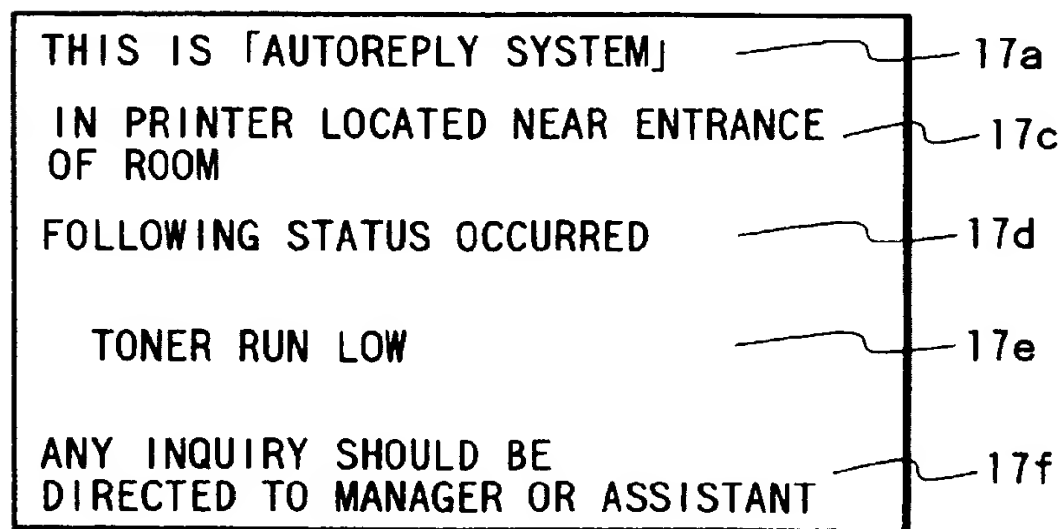 THIS IS 「AUTOREPLY SYSTEM」 17a
IN PRINTER LOCATED NEAR ENTRANCE 17c
OF ROOM
FOLLOWING STATUS OCCURRED 17d
TONER RUN LOW 17e
ANY INQUIRY SHOULD BE
DIRECTED TO MANAGER OR ASSISTANT 17f